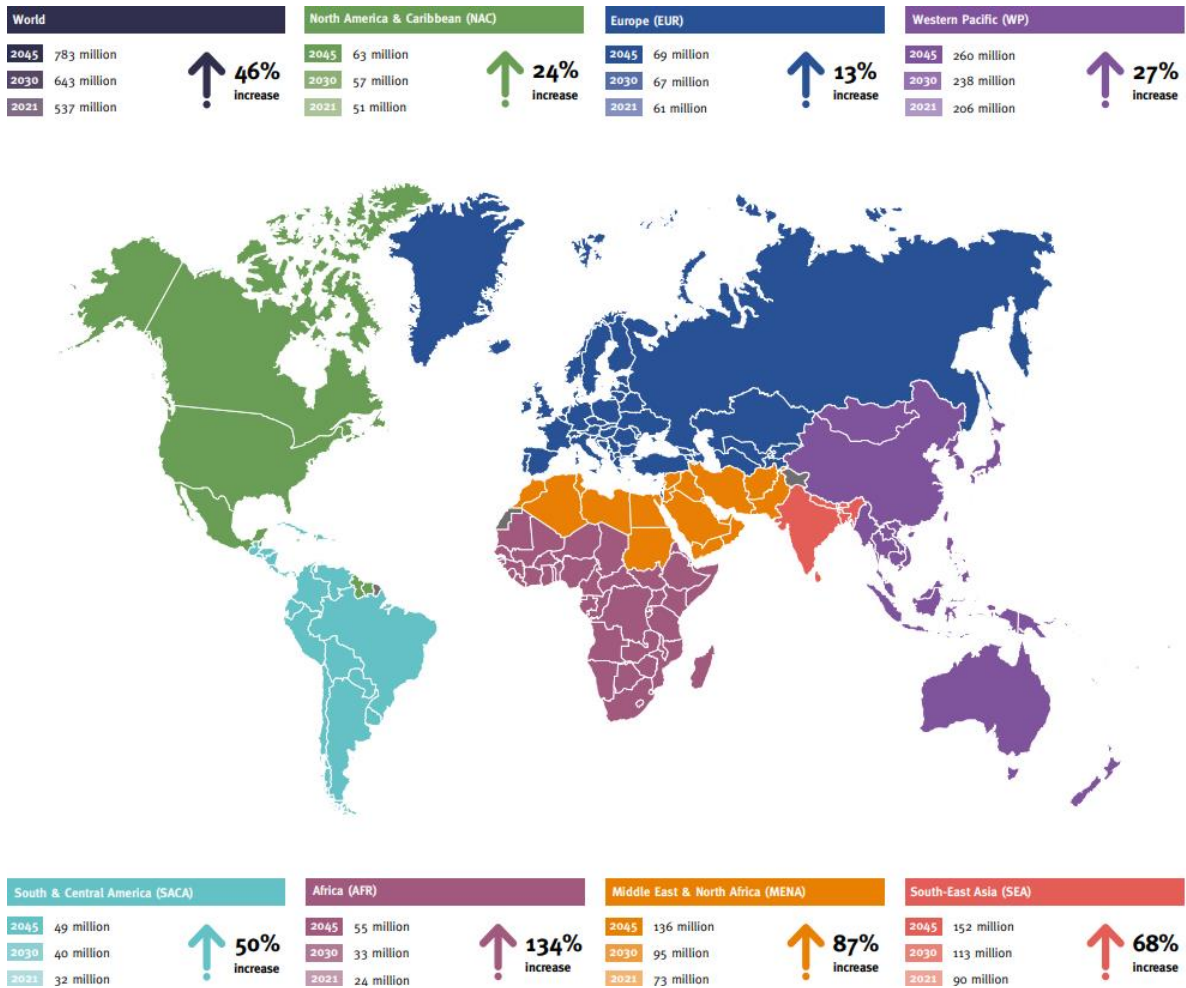 World
2045 783 million
2030 643 million
2021 537 million
46%
increase
North America & Caribbean (NAC)
2045 63 million
2030 57 million
2021 51 million
24%
increase
Europe (EUR)
2045 69 million
2030 67 million
2021 61 million
13%
increase
Western Pacific (WP)
2045 260 million
2030 238 million
2021 206 million
27%
increase
South & Central America (SACA)
2045 49 million
2030 40 million
2021 32 million
50%
increase
Africa (AFR)
2045 55 million
2030 33 million
2021 24 million
134%
increase
Middle East & North Africa (MENA)
2045 136 million
2030 95 million
2021 73 million
87%
increase
South-East Asia (SEA)
2045 152 million
2030 113 million
2021 90 million
68%
increase